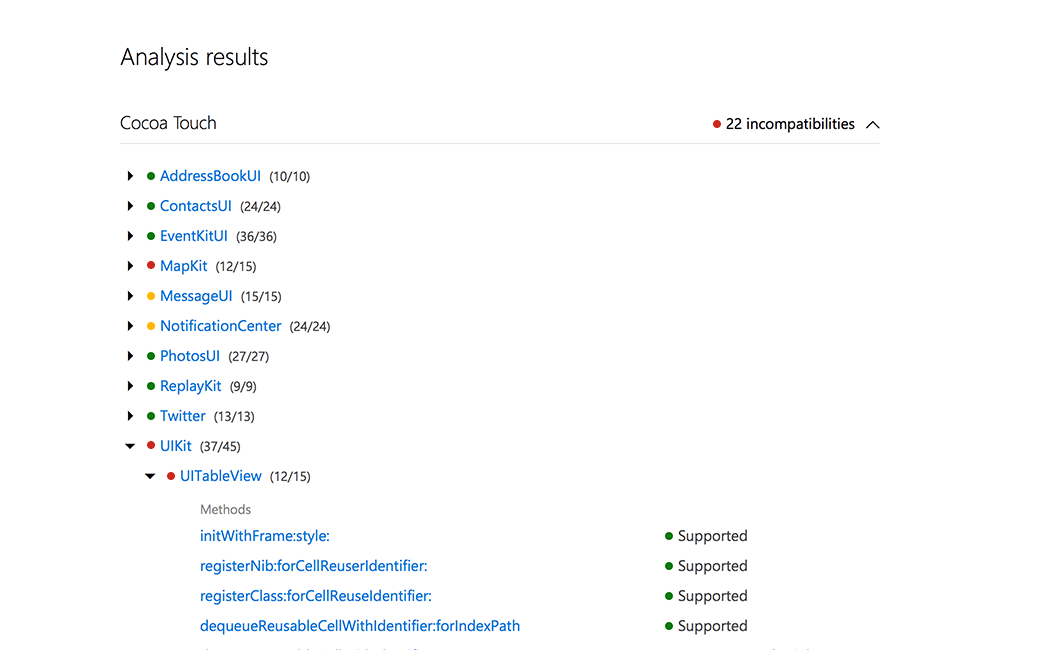 Analysis results
Cocoa Touch 22 incompatibilities
AddressBookUI (10/10)
ContactsUI (24/24)
EventKitUI (36/36)
MapKit (12/15)
MessageUI (15/15)
NotificationCenter (24/24)
PhotosUI (27/27)
ReplayKit (9/9)
Twitter (13/13)
UIKit (37/45)
UITableView (12/15)
Methods
initWithFrame:style: Supported
registerNib:forCellReuserIdentifier: Supported
registerClass:forCellReuseIdentifier: Supported
dequeueReusableCellWithIdentifier:forIndexPath Supported